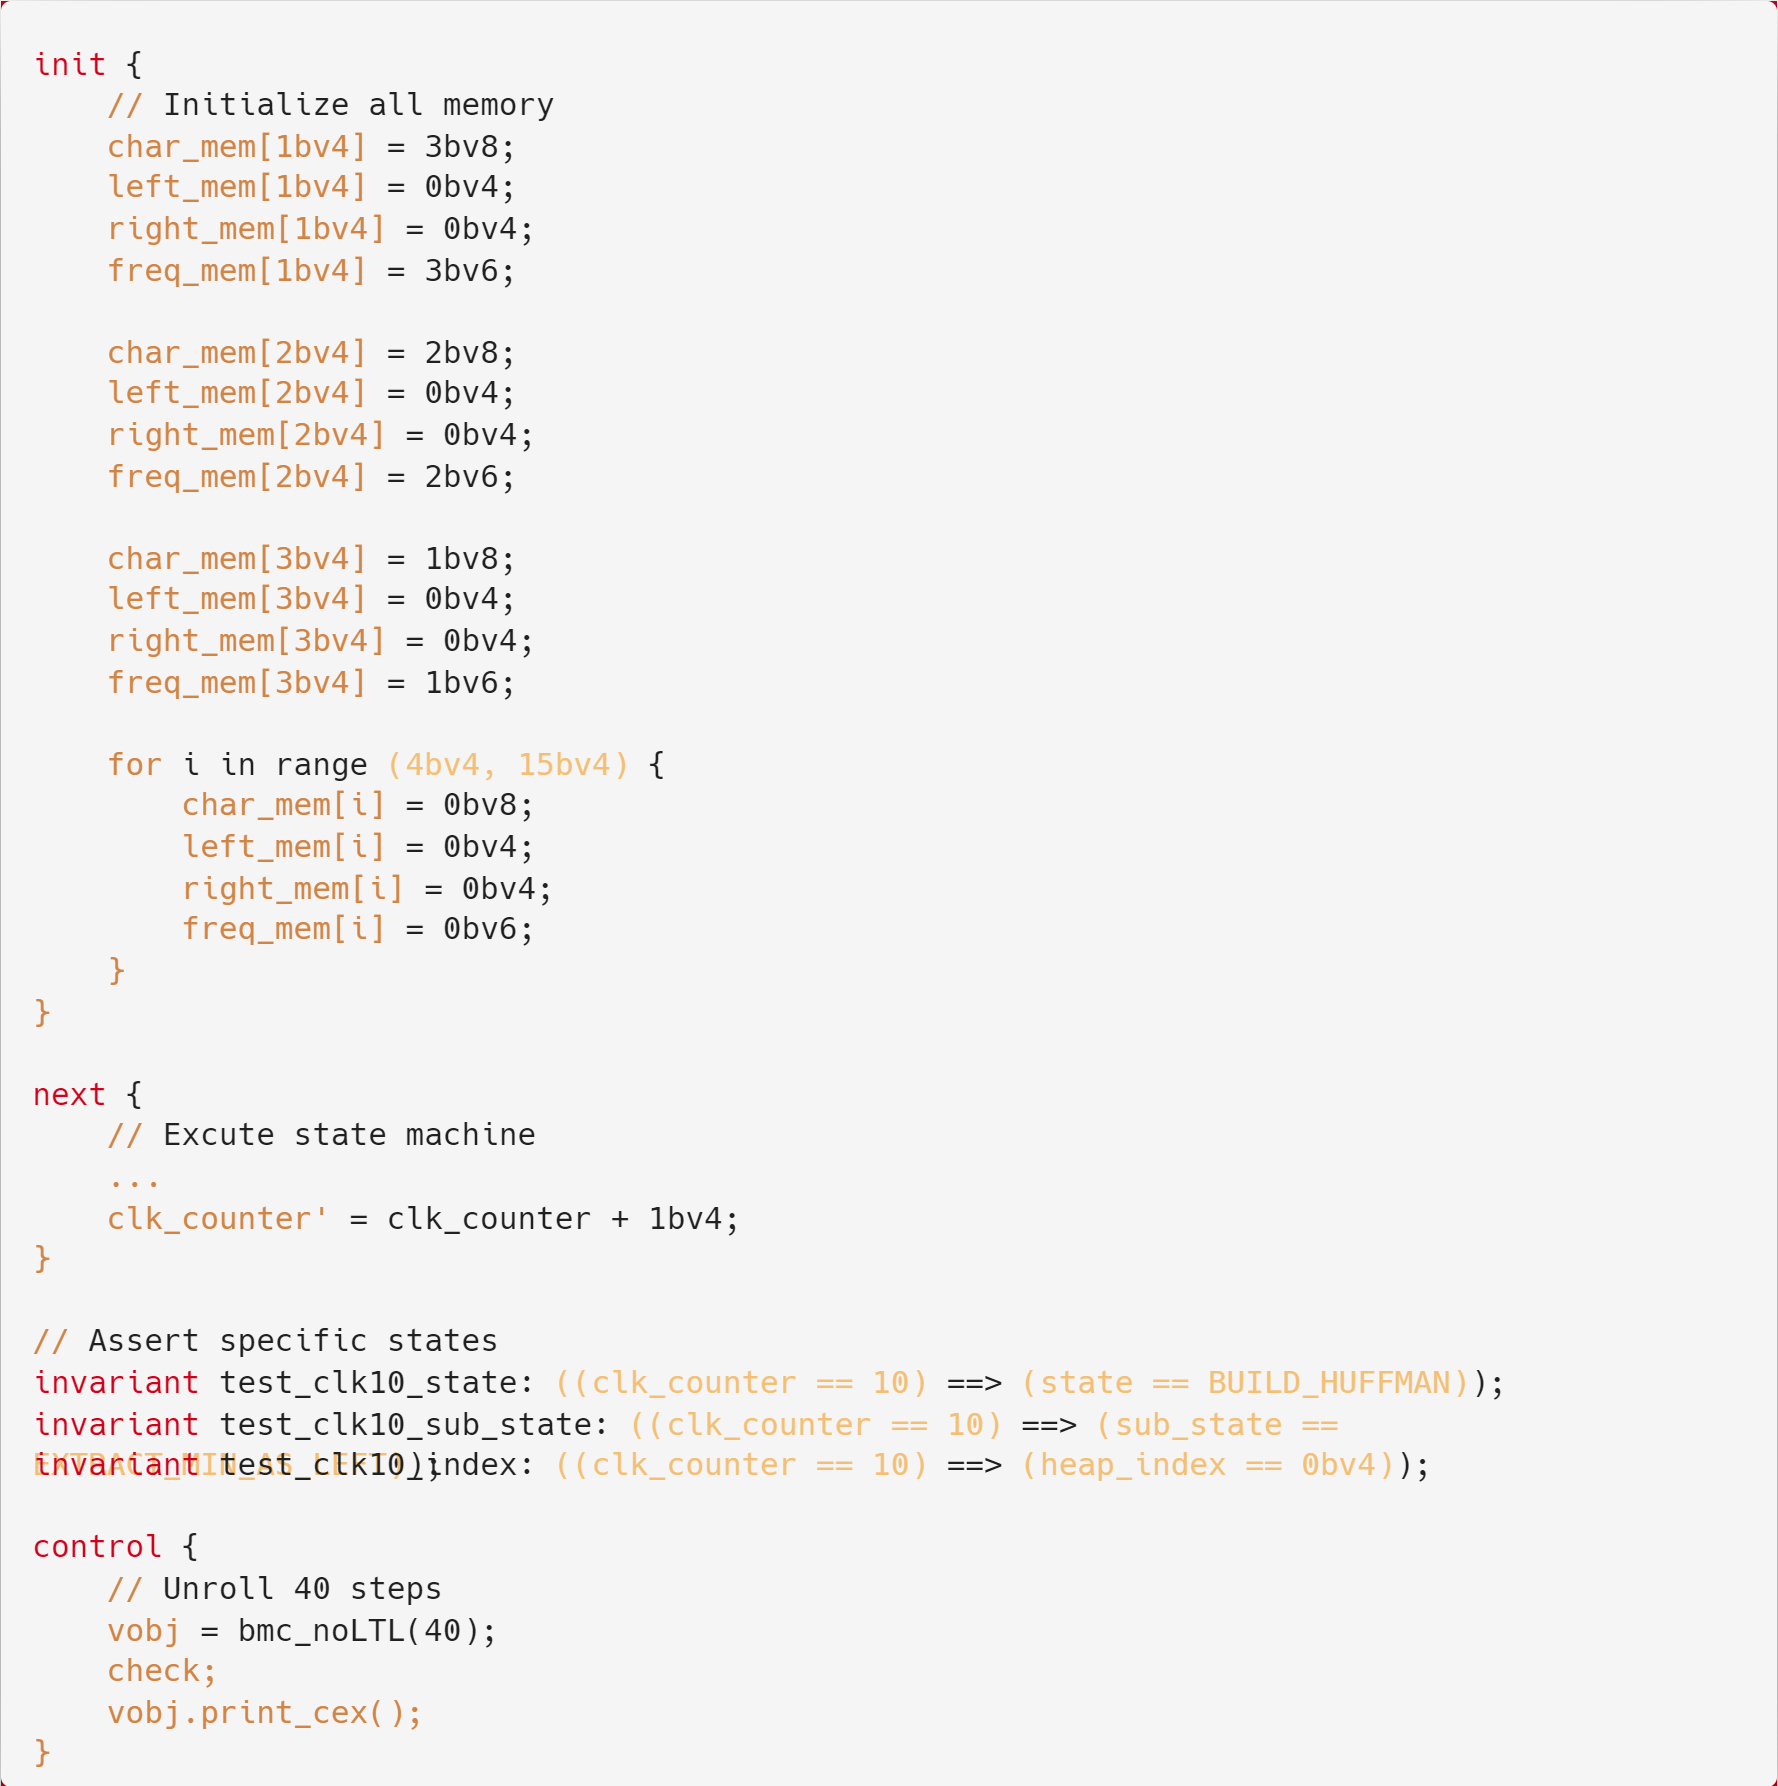 init {
    // Initialize all memory
    char_mem[1bv4] = 3bv8;
    left_mem[1bv4] = 0bv4;
    right_mem[1bv4] = 0bv4;
    freq_mem[1bv4] = 3bv6;

    char_mem[2bv4] = 2bv8;
    left_mem[2bv4] = 0bv4;
    right_mem[2bv4] = 0bv4;
    freq_mem[2bv4] = 2bv6;

    char_mem[3bv4] = 1bv8;
    left_mem[3bv4] = 0bv4;
    right_mem[3bv4] = 0bv4;
    freq_mem[3bv4] = 1bv6;

    for i in range (4bv4, 15bv4) {
        char_mem[i] = 0bv8;
        left_mem[i] = 0bv4;
        right_mem[i] = 0bv4;
        freq_mem[i] = 0bv6;
    }
}

next {
    // Excute state machine
    ...
    clk_counter' = clk_counter + 1bv4;
}

// Assert specific states
invariant test_clk10_state: ((clk_counter == 10) ==> (state == BUILD_HUFFMAN));
invariant test_clk10_sub_state: ((clk_counter == 10) ==> (sub_state ==
EXTRACT_MIN_AS_LEFT));
invariant test_clk10_index: ((clk_counter == 10) ==> (heap_index == 0bv4));

control {
    // Unroll 40 steps
    vobj = bmc_noLTL(40);
    check;
    vobj.print_cex();
}